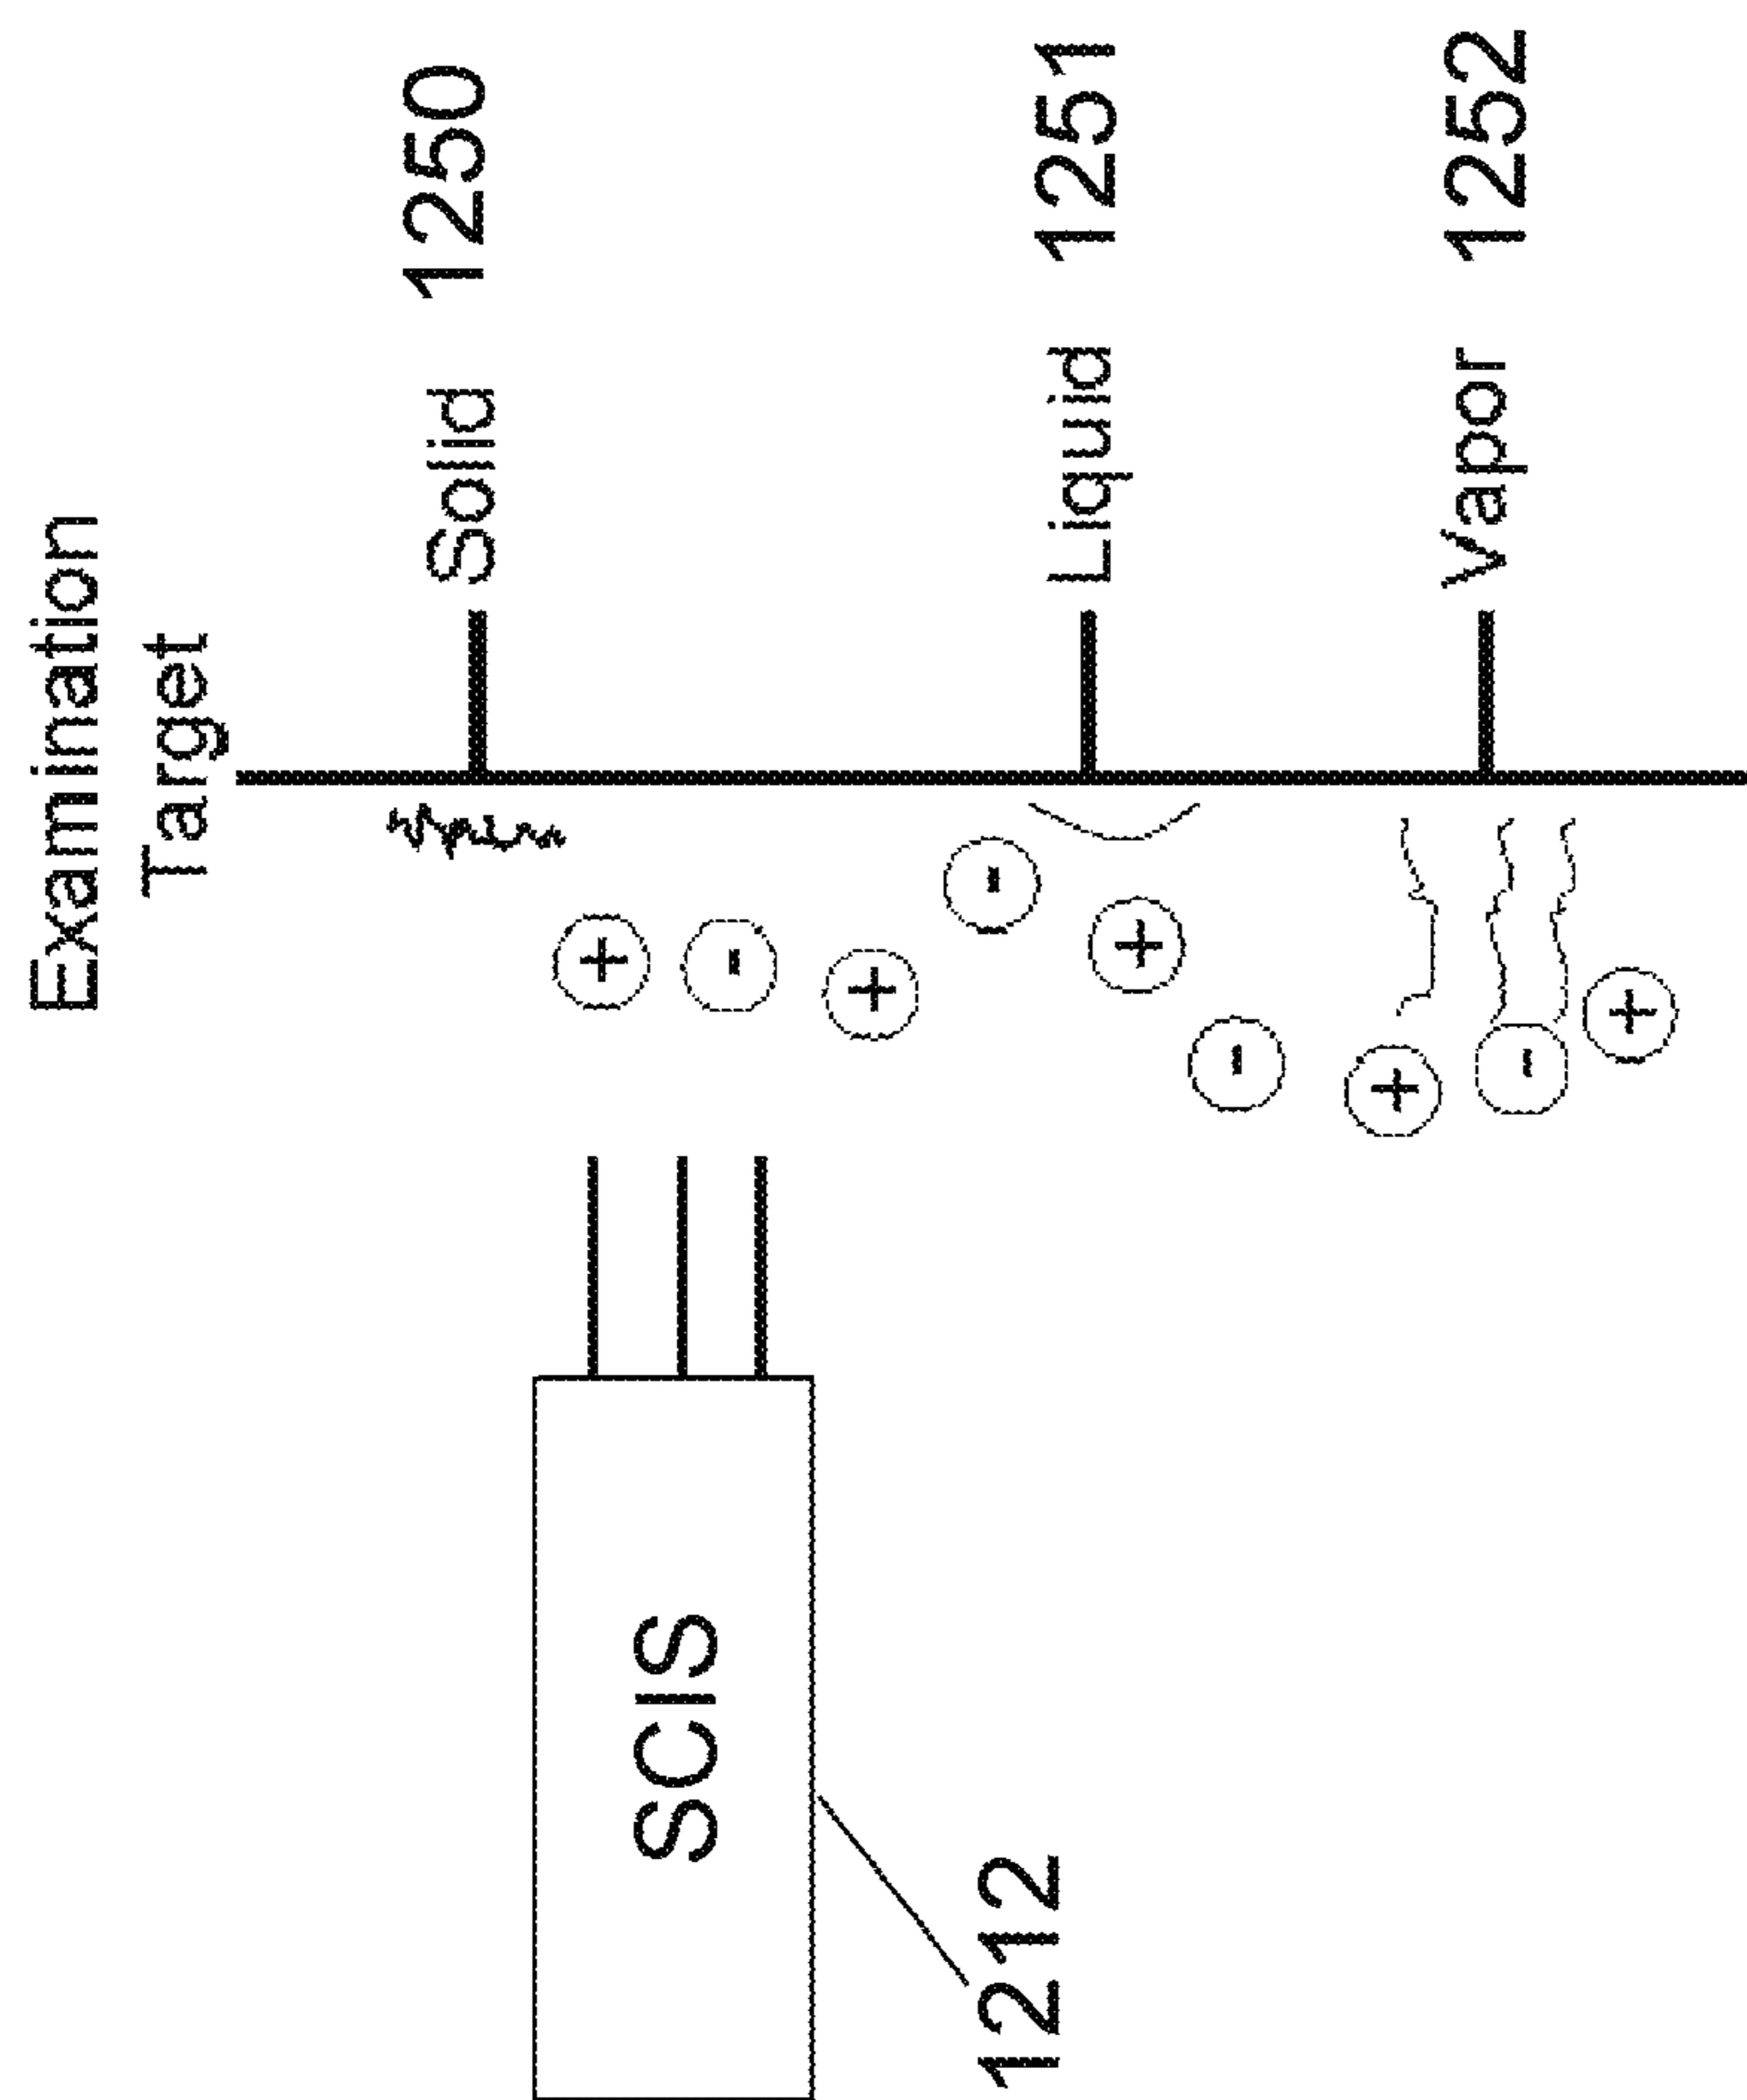 Examination
Target
Solid 1250
+
-
+
-
Liquid 1251
+
-
+
Vapor 1252
-
+
SCIS
1212